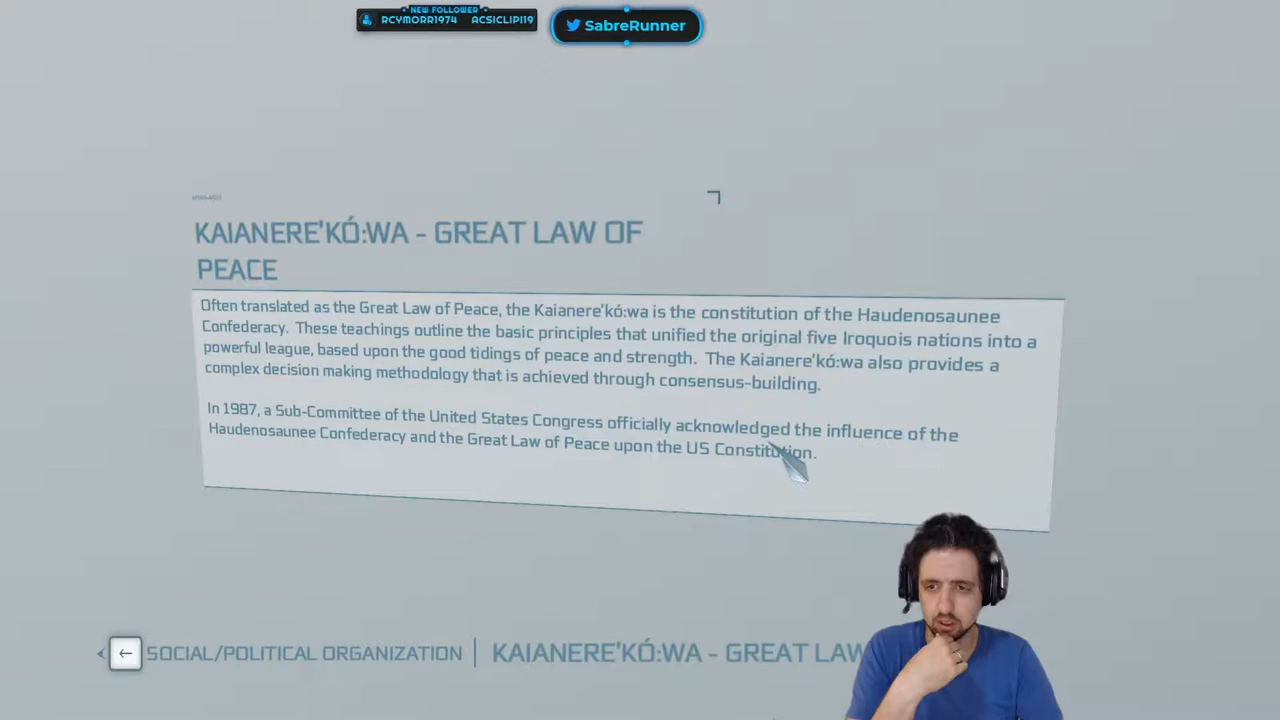 NEW FOLLOWER
RCYMORR1974 ACSICLIPI19
SabreRunner
KAIANERE'KÓ:WA - GREAT LAW OF
PEACE
Often translated as the Great Law of Peace, the Kaianere'kó:wa is the constitution of the Haudenosaunee
Confederacy. These teachings outline the basic principles that unified the original five Iroquois nations into a
powerful league, based upon the good tidings of peace and strength. The Kaianere'kó:wa also provides a
complex decision making methodology that is achieved through consensus-building.
In 1987, a Sub-Committee of the United States Congress officially acknowledged the influence of the
Haudenosaunee Confederacy and the Great Law of Peace upon the US Constitution.
SOCIAL/POLITICAL ORGANIZATION | KAIANERE'KÓ:WA - GREAT LAW